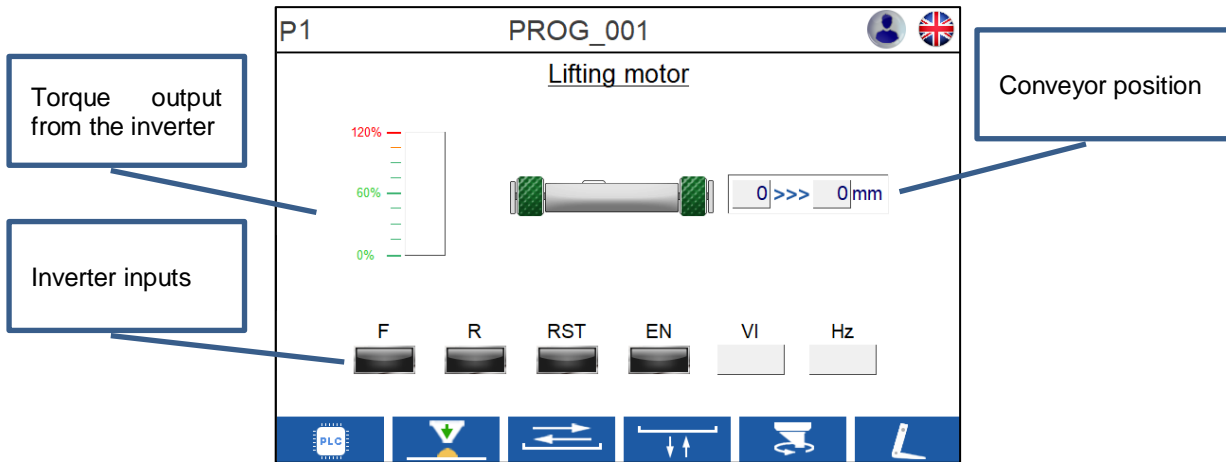 P1 PROG_001
Lifting motor
Torque output
from the inverter
Conveyor position
120%
60%
0%
0 >>> 0 mm
Inverter inputs
F R RST EN VI Hz
PLC